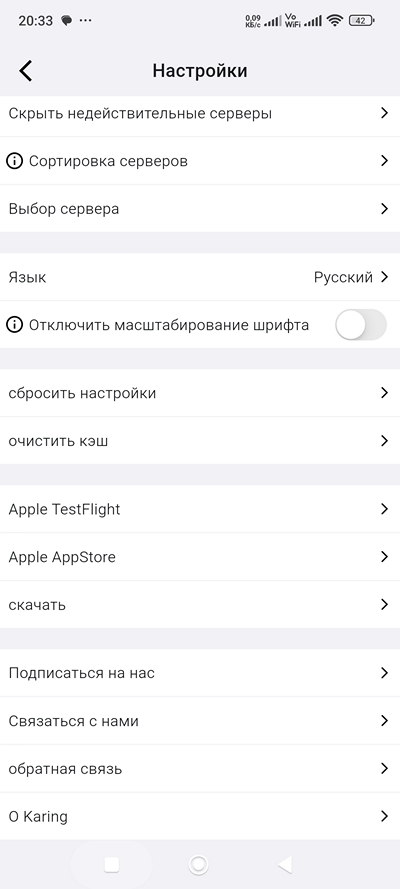 20:33
0,09
КБ/с
Vo
WiFi
42
Настройки
Скрыть недействительные серверы
Сортировка серверов
Выбор сервера
Язык
Русский
Отключить масштабирование шрифта
сбросить настройки
очистить кэш
Apple TestFlight
Apple AppStore
скачать
Подписаться на нас
Связаться с нами
обратная связь
О Karing